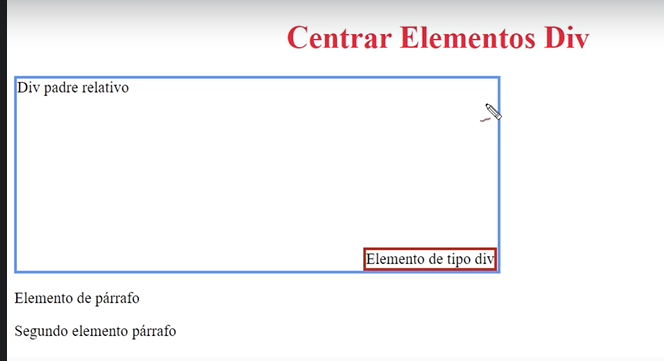 Centrar Elementos Div
Div padre relativo
Elemento de tipo div
Elemento de párrafo
Segundo elemento párrafo